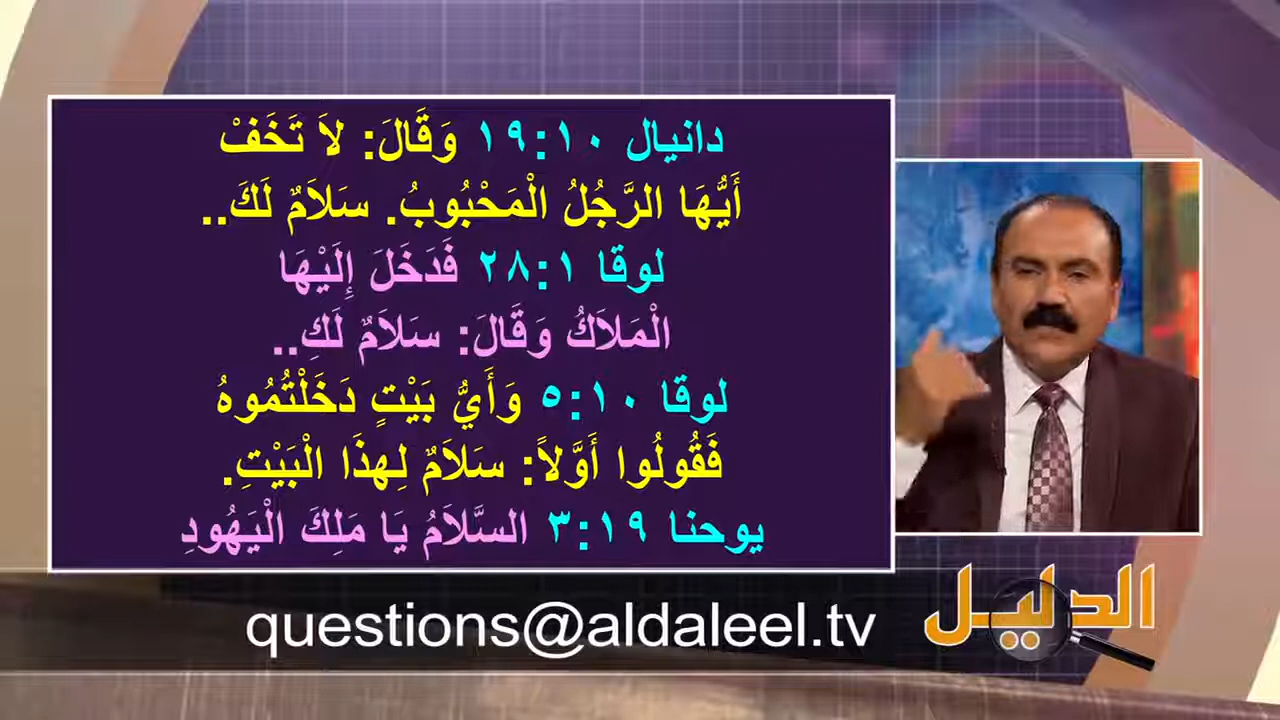 دانيال ١٩:١٠ وَقَالَ: لاَ تَخَفْ
أَيُّهَا الرَّجُلُ الْمَحْبُوبُ. سَلاَمٌ لَكَ..
لوقا ٢٨:١ فَدَخَلَ إِلَيْهَا
الْمَلاَكُ وَقَالَ: سَلاَمٌ لَكِ..
لوقا ٥:١٠ وَأَيُّ بَيْتٍ دَخَلْتُمُوهُ
فَقُولُوا أَوَّلاً: سَلاَمٌ لِهذَا الْبَيْتِ.
يوحنا ٣:١٩ السَّلاَمُ يَا مَلِكَ الْيَهُودِ
questions@aldaleel.tv
الدليل